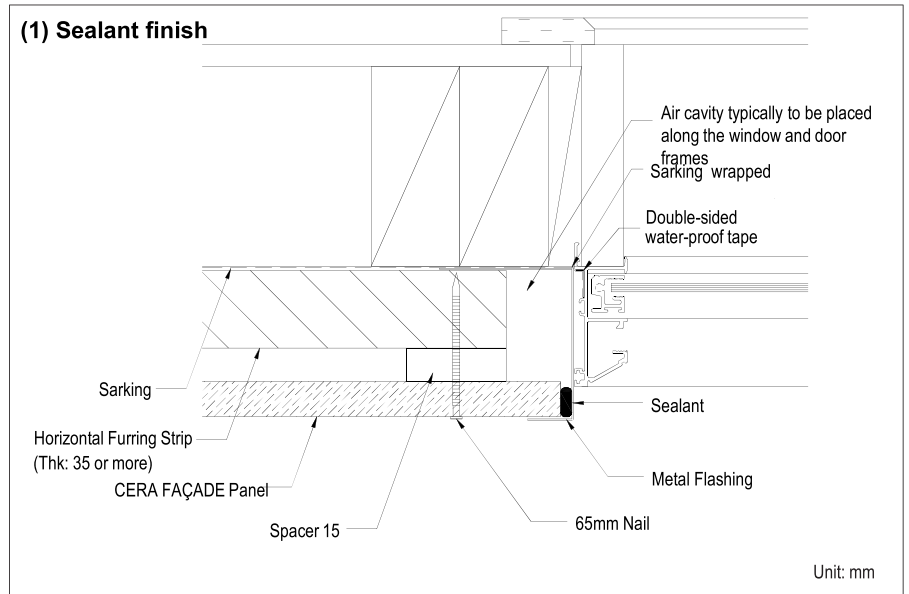 (1) Sealant finish
Air cavity typically to be placed
along the window and door
frames
Sarking wrapped
Double-sided
water-proof tape
Sarking
Sealant
Horizontal Furring Strip
(Thk: 35 or more)
Metal Flashing
CERA FAÇADE Panel
Spacer 15
65mm Nail
Unit: mm